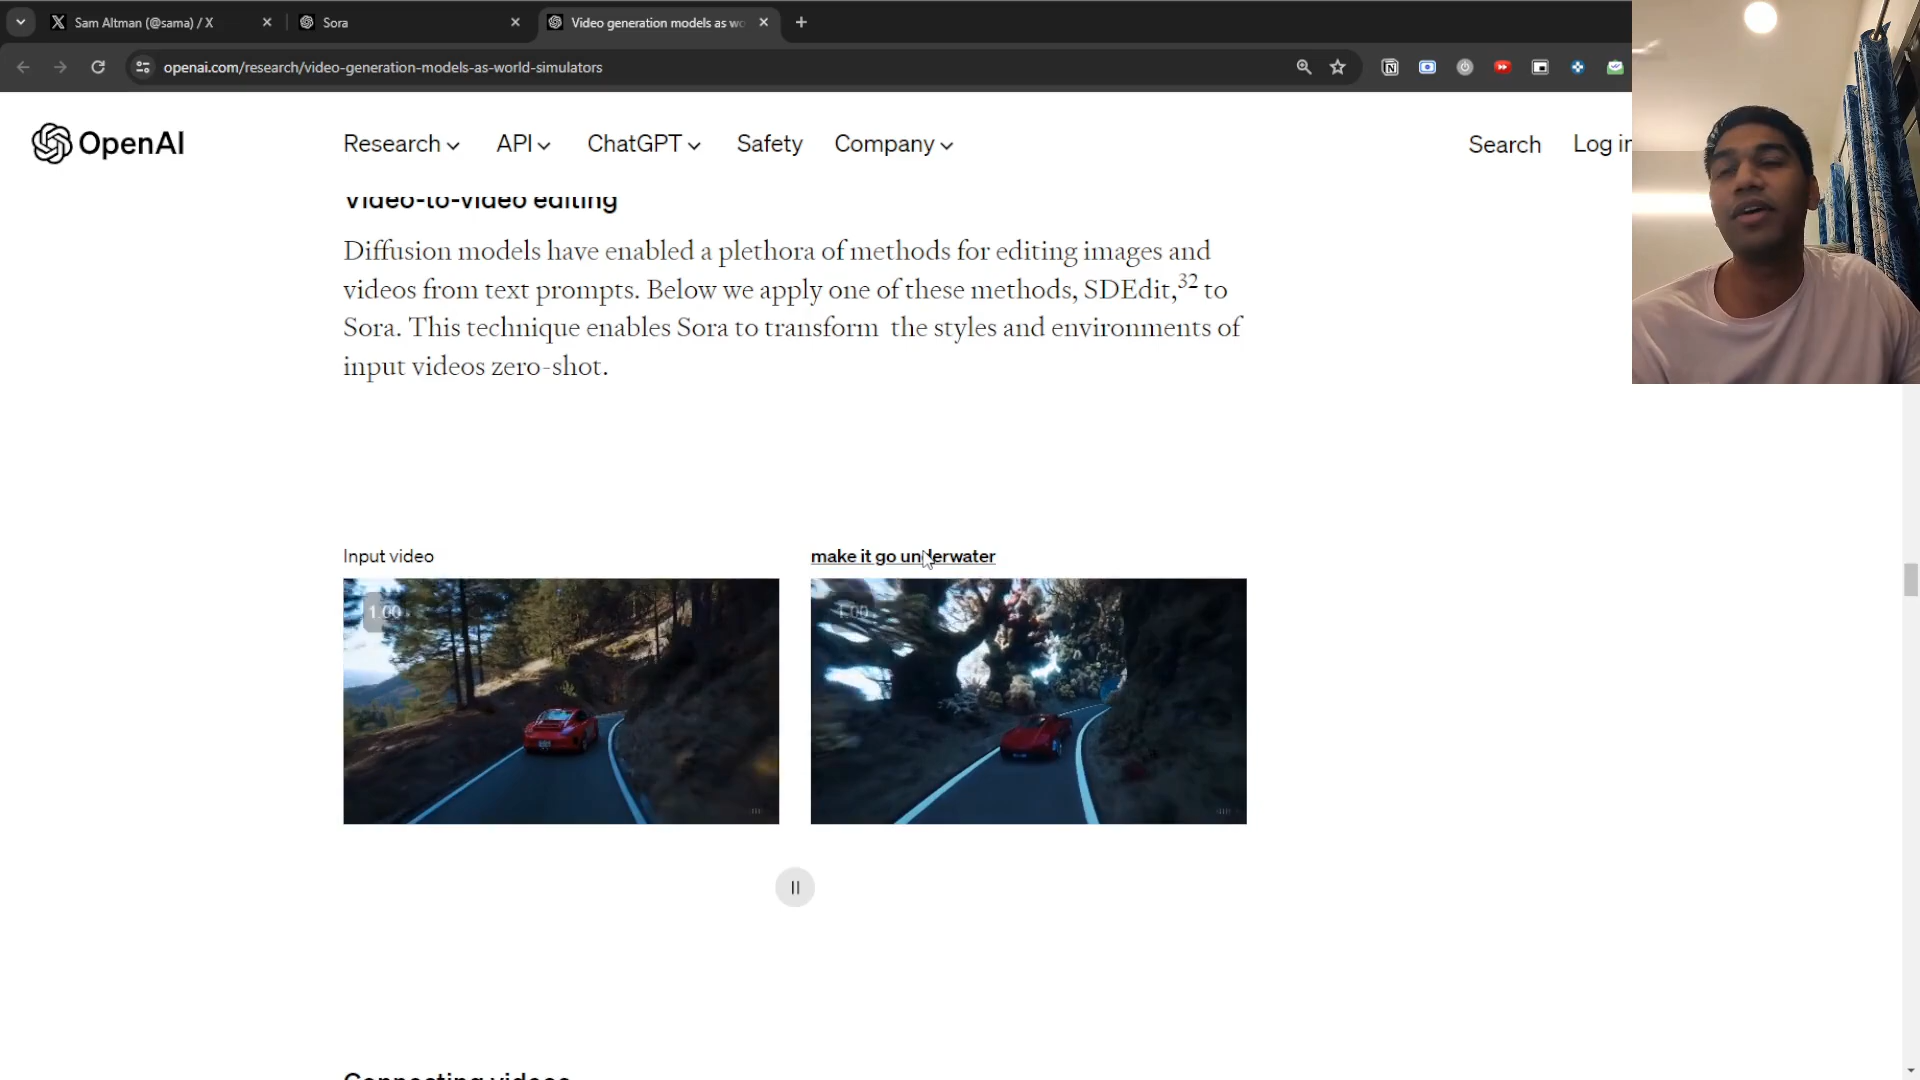 Sam Altman (@sama) / X
Sora
Video generation models as wo
openai.com/research/video-generation-models-as-world-simulators
OpenAI
Research
API
ChatGPT
Safety
Company
Search
Log in
Video-to-video editing
Diffusion models have enabled a plethora of methods for editing images and
videos from text prompts. Below we apply one of these methods, SDEdit,32 to
Sora. This technique enables Sora to transform the styles and environments of
input videos zero-shot.
Input video
make it go underwater
1.00
1.00
Connecting videos